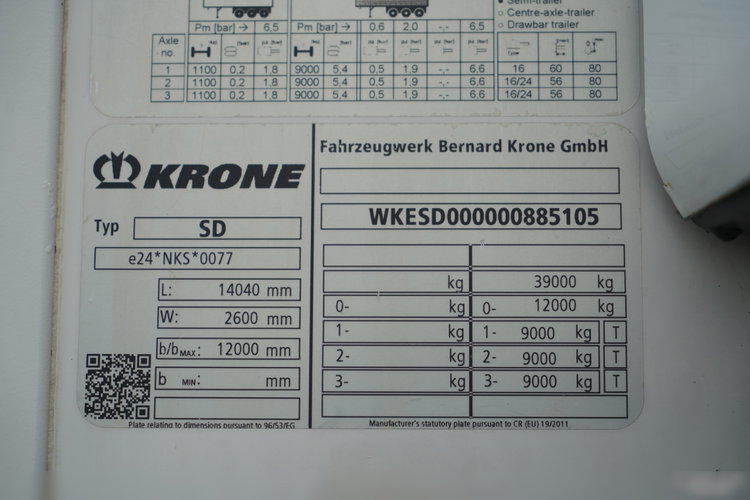 Semi-trailer
Pm [bar] → 6,5 Pm [bar] → 0,6 2,0 -,- 6,5
Centre-axle-trailer
Drawbar trailer
Axle no.
1 1100 0,2 1,8 9000 5,4 0,5 1,9 -,- 6,6 16 60 80
2 1100 0,2 1,8 9000 5,4 0,5 1,9 -,- 6,6 16/24 56 80
3 1100 0,2 1,8 9000 5,4 0,5 1,9 -,- 6,6 16/24 56 80
KRONE
Typ SD
e24*NKS*0077
L: 14040 mm
W: 2600 mm
b/b MAX: 12000 mm
b MIN: mm
Plate relating to dimensions pursuant to 96/53/EG
Fahrzeugwerk Bernard Krone GmbH
WKESD000000885105
kg 39000 kg
0- kg 0- 12000 kg
1- kg 1- 9000 kg T
2- kg 2- 9000 kg T
3- kg 3- 9000 kg T
Manufacturer's statutory plate pursuant to CR (EU) 19/2011